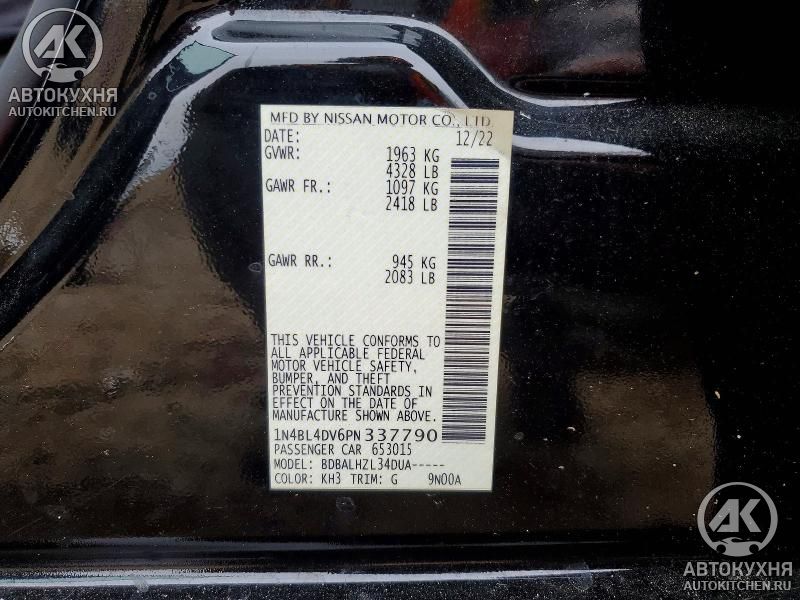 AK
АВТОКУХНЯ
AUTOKITCHEN.RU
MFD BY NISSAN MOTOR CO., LTD.
DATE: 12/22
GVWR: 1963 KG
4328 LB
GAWR FR.: 1097 KG
2418 LB
GAWR RR.: 945 KG
2083 LB
THIS VEHICLE CONFORMS TO
ALL APPLICABLE FEDERAL
MOTOR VEHICLE SAFETY,
BUMPER, AND THEFT
PREVENTION STANDARDS IN
EFFECT ON THE DATE OF
MANUFACTURE SHOWN ABOVE.
1N4BL4DV6PN337790
PASSENGER CAR 653015
MODEL: BDBALHZL34DUA-----
COLOR: KH3 TRIM: G 9N00A
AK
АВТОКУХНЯ
AUTOKITCHEN.RU